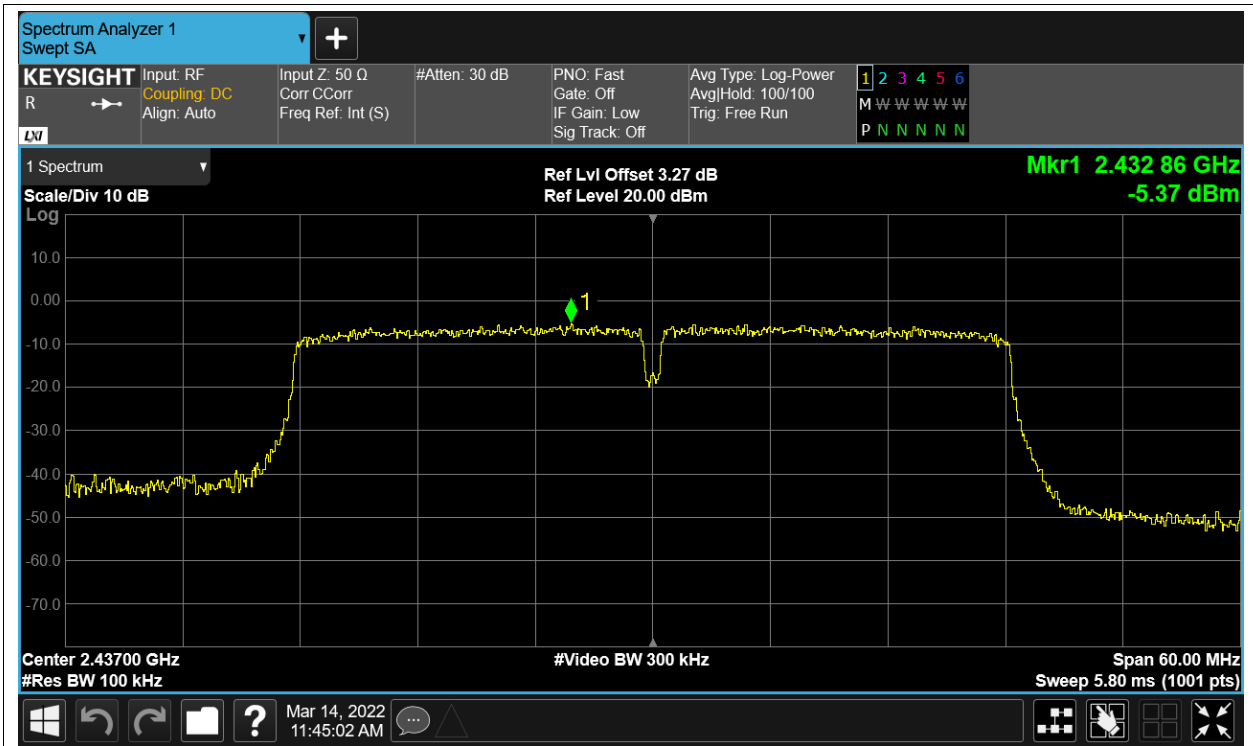 Spectrum Analyzer 1
Swept SA
KEYSIGHT
R
LXI
Input: RF
Coupling: DC
Align: Auto
Input Z: 50 Ω
Corr CCorr
Freq Ref: Int (S)
#Atten: 30 dB
PNO: Fast
Gate: Off
IF Gain: Low
Sig Track: Off
Avg Type: Log-Power
Avg|Hold: 100/100
Trig: Free Run
1 2 3 4 5 6
M W W W W W
P N N N N N
1 Spectrum
Scale/Div 10 dB
Log
Ref Lvl Offset 3.27 dB
Ref Level 20.00 dBm
Mkr1 2.432 86 GHz
-5.37 dBm
10.0
0.00
-10.0
-20.0
-30.0
-40.0
-50.0
-60.0
-70.0
1
Center 2.43700 GHz
#Res BW 100 kHz
#Video BW 300 kHz
Span 60.00 MHz
Sweep 5.80 ms (1001 pts)
?
Mar 14, 2022
11:45:02 AM